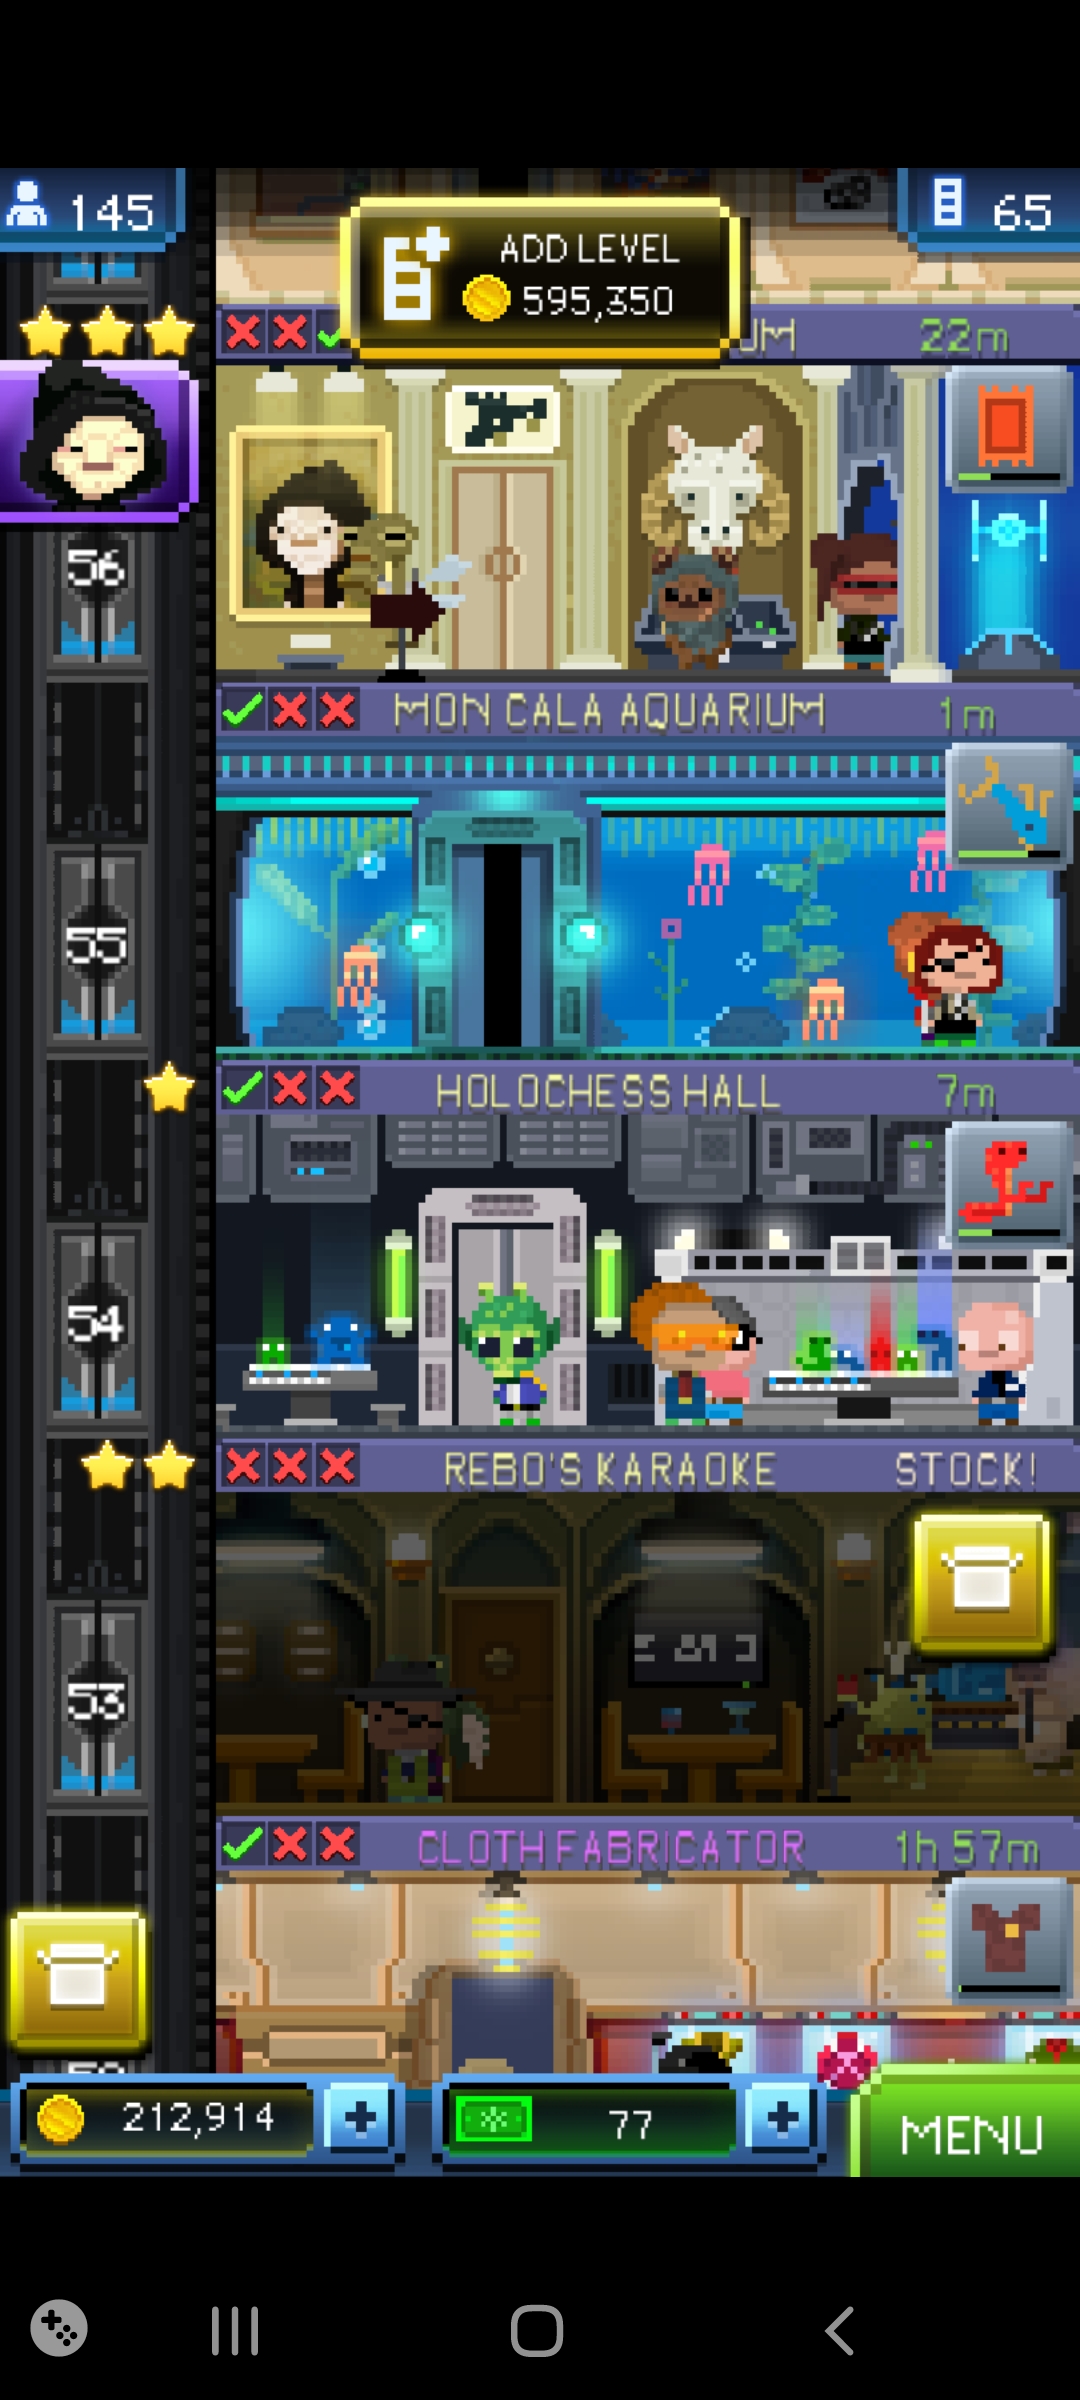 145
ADD LEVEL
595,350
65
UM
22m
56
MON CALA AQUARIUM
1m
55
HOLOCHESS HALL
7m
54
REBO'S KARAOKE
STOCK!
53
CLOTH FABRICATOR
1h 57m
212,914
77
MENU